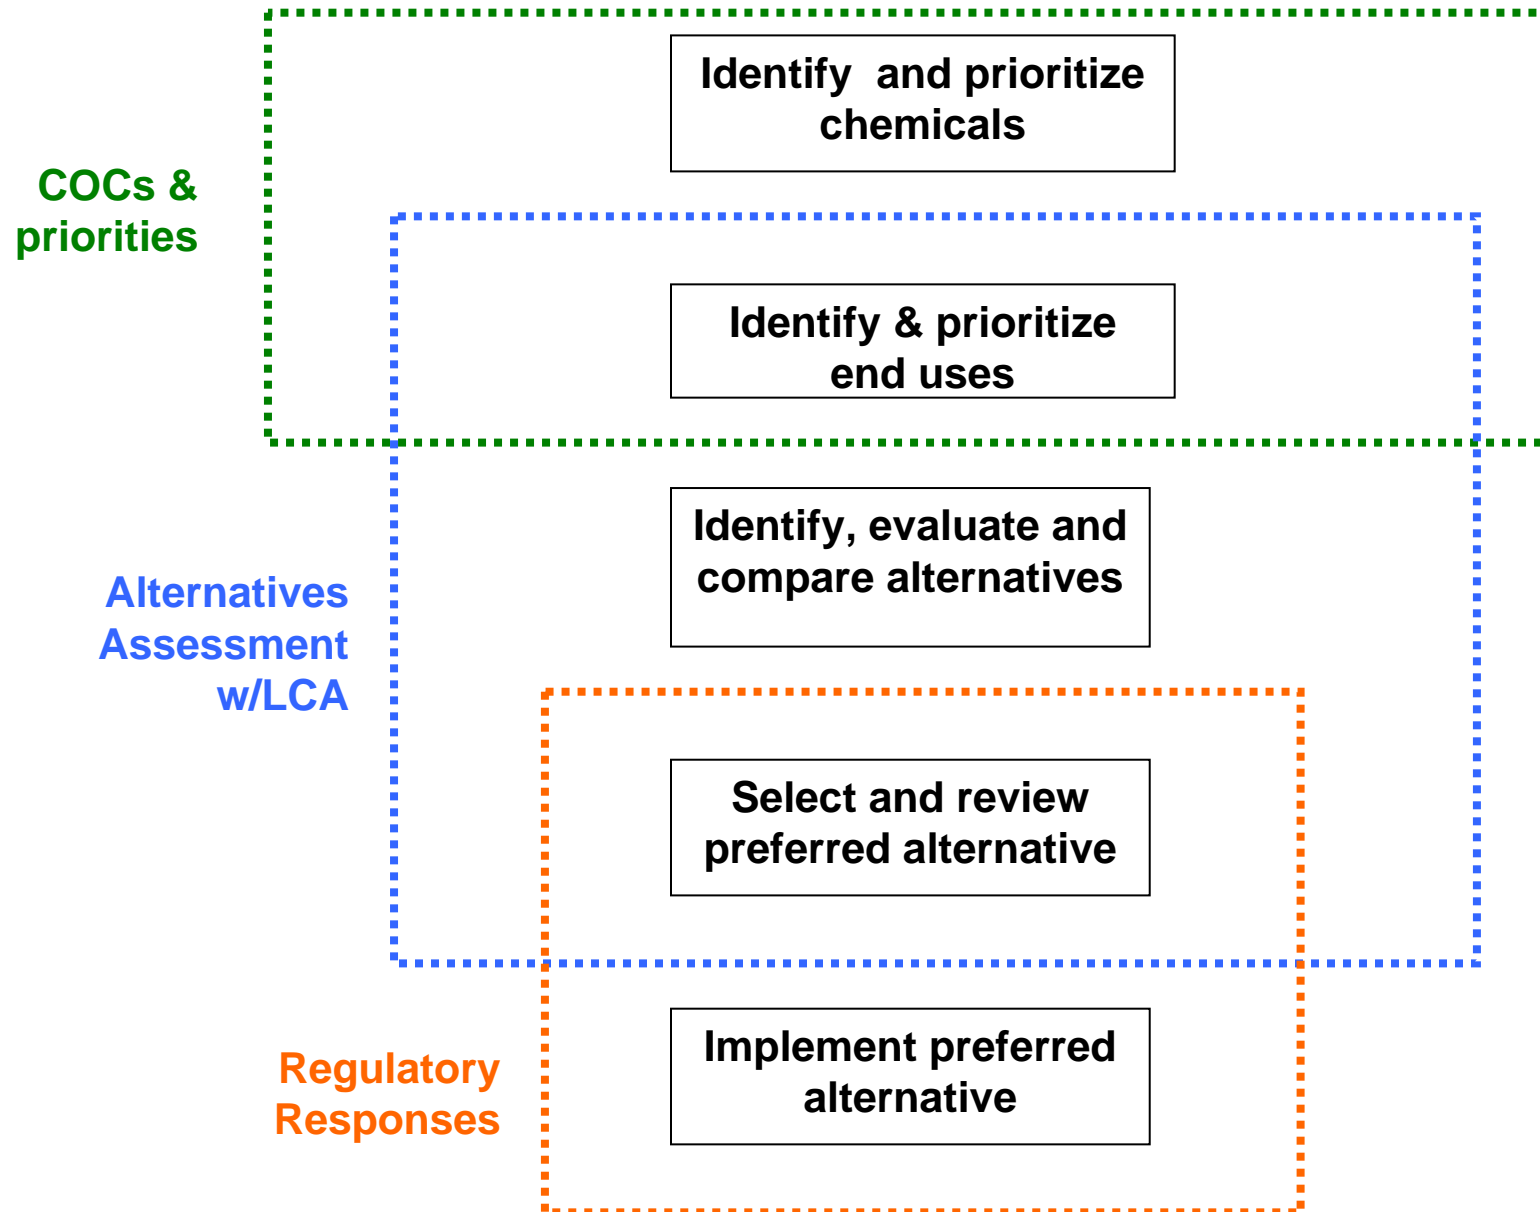 Identify and prioritize
chemicals
COCs &
priorities
Identify & prioritize
end uses
Identify, evaluate and
compare alternatives
Alternatives
Assessment
w/LCA
Select and review
preferred alternative
Implement preferred
alternative
Regulatory
Responses